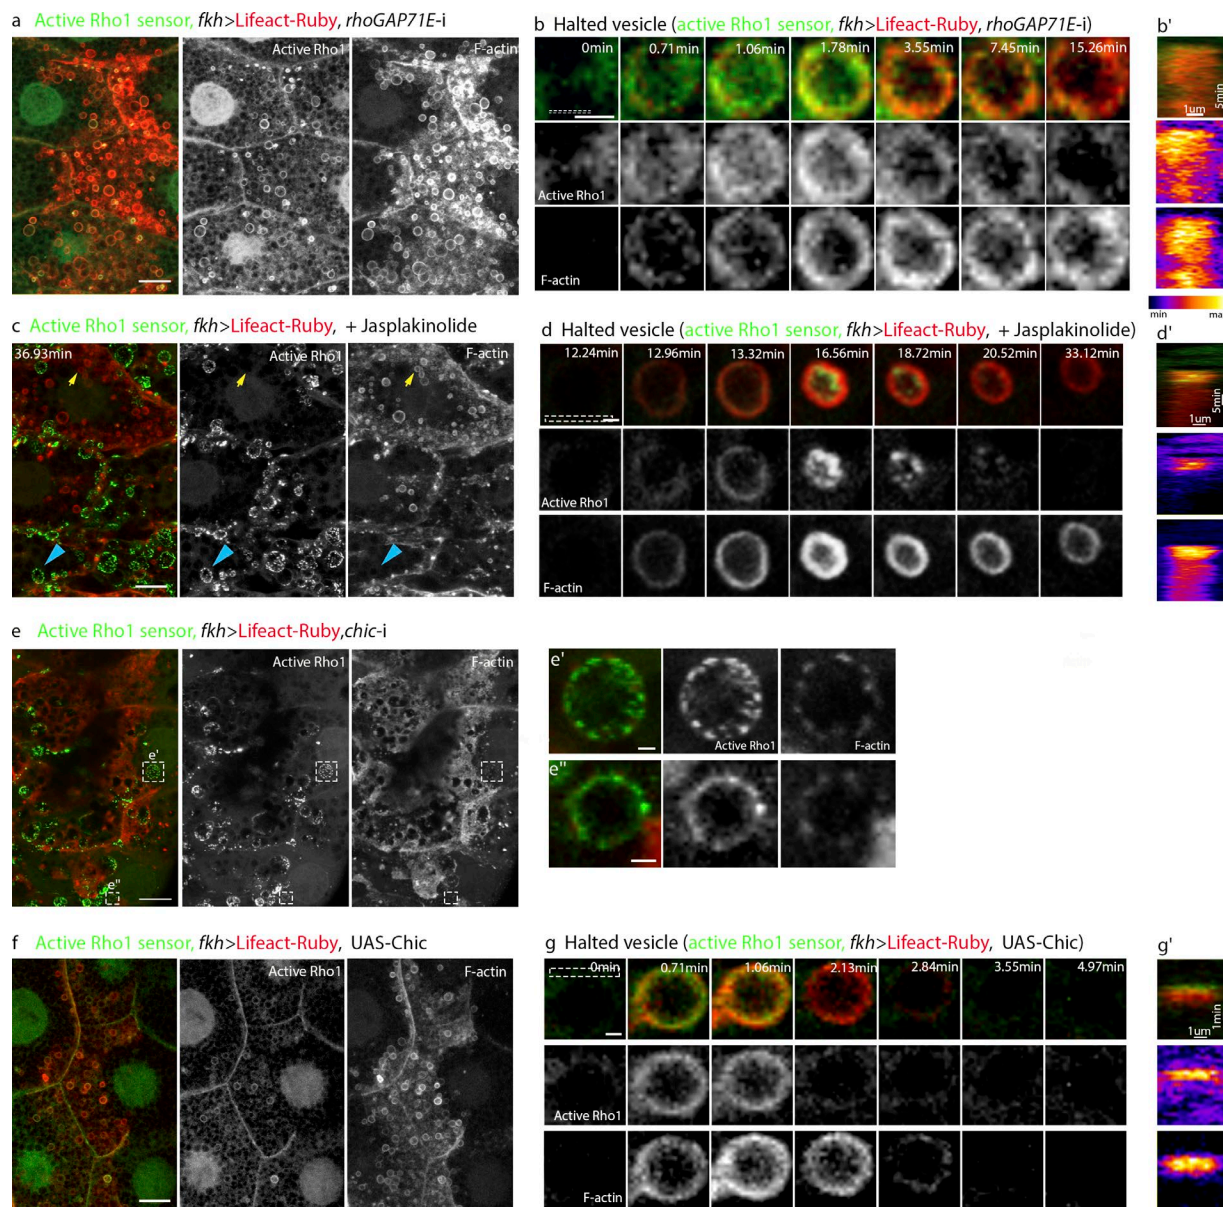 a Active Rho1 sensor, fkh>Lifeact-Ruby, rhoGAP71E-i
Active Rho1
F-actin
b Halted vesicle (active Rho1 sensor, fkh>Lifeact-Ruby, rhoGAP71E-i)
0min 0.71min 1.06min 1.78min 3.55min 7.45min 15.26min
Active Rho1
F-actin
b'
1um
5min
min ma
c Active Rho1 sensor, fkh>Lifeact-Ruby, + Jasplakinolide
36.93min
Active Rho1
F-actin
d Halted vesicle (active Rho1 sensor, fkh>Lifeact-Ruby, + Jasplakinolide)
12.24min 12.96min 13.32min 16.56min 18.72min 20.52min 33.12min
Active Rho1
F-actin
d'
1um
5min
e Active Rho1 sensor, fkh>Lifeact-Ruby,chic-i
Active Rho1
F-actin
e'
e"
e'
Active Rho1
F-actin
e"
f Active Rho1 sensor, fkh>Lifeact-Ruby, UAS-Chic
Active Rho1
F-actin
g Halted vesicle (active Rho1 sensor, fkh>Lifeact-Ruby, UAS-Chic)
0min 0.71min 1.06min 2.13min 2.84min 3.55min 4.97min
Active Rho1
F-actin
g'
1um
1min